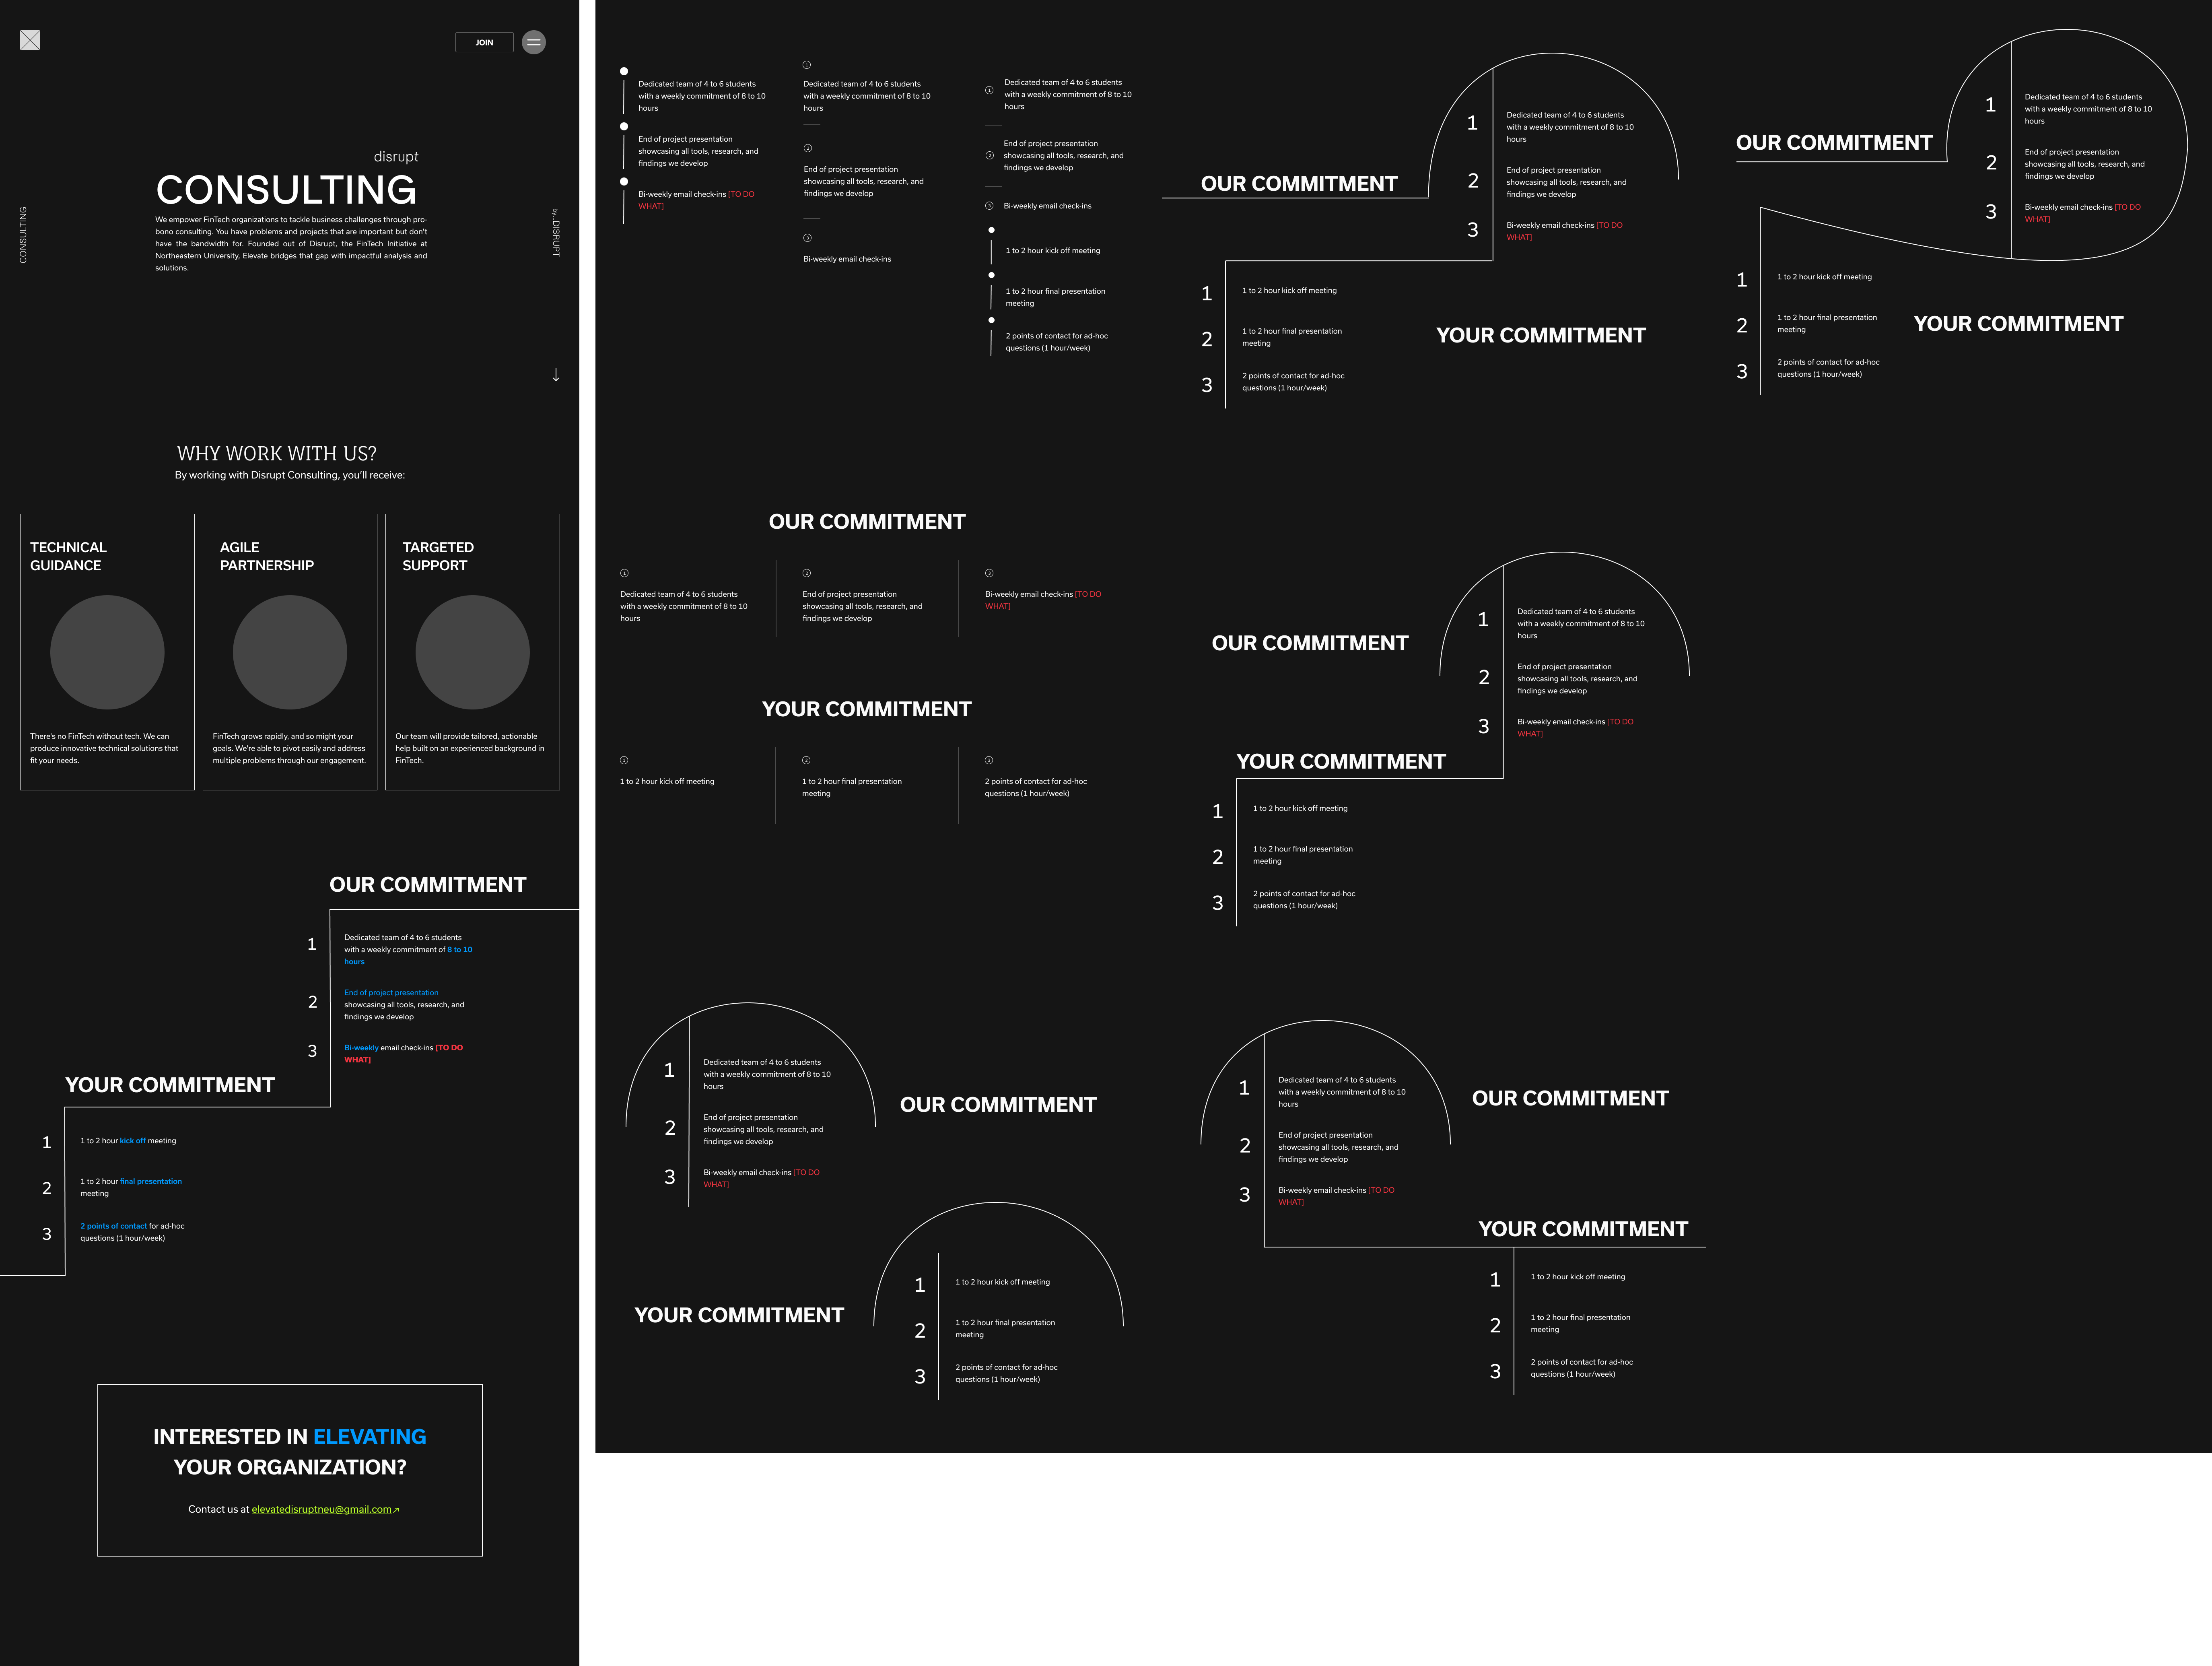 JOIN
disrupt
CONSULTING
CONSULTING
by...DISRUPT
We empower FinTech organizations to tackle business challenges through pro-
bono consulting. You have problems and projects that are important but don't
have the bandwidth for. Founded out of Disrupt, the FinTech Initiative at
Northeastern University, Elevate bridges that gap with impactful analysis and
solutions.
↓
WHY WORK WITH US?
By working with Disrupt Consulting, you'll receive:
TECHNICAL
GUIDANCE
There's no FinTech without tech. We can
produce innovative technical solutions that
fit your needs.
AGILE
PARTNERSHIP
FinTech grows rapidly, and so might your
goals. We're able to pivot easily and address
multiple problems through our engagement.
TARGETED
SUPPORT
Our team will provide tailored, actionable
help built on an experienced background in
FinTech.
OUR COMMITMENT
1
Dedicated team of 4 to 6 students
with a weekly commitment of 8 to 10
hours
2
End of project presentation
showcasing all tools, research, and
findings we develop
3
Bi-weekly email check-ins [TO DO
WHAT]
YOUR COMMITMENT
1
1 to 2 hour kick off meeting
2
1 to 2 hour final presentation
meeting
3
2 points of contact for ad-hoc
questions (1 hour/week)
INTERESTED IN ELEVATING
YOUR ORGANIZATION?
Contact us at elevatedisruptneu@gmail.com↗
Dedicated team of 4 to 6 students
with a weekly commitment of 8 to 10
hours
End of project presentation
showcasing all tools, research, and
findings we develop
Bi-weekly email check-ins [TO DO
WHAT]
1
Dedicated team of 4 to 6 students
with a weekly commitment of 8 to 10
hours
2
End of project presentation
showcasing all tools, research, and
findings we develop
3
Bi-weekly email check-ins
1
Dedicated team of 4 to 6 students
with a weekly commitment of 8 to 10
hours
2
End of project presentation
showcasing all tools, research, and
findings we develop
3
Bi-weekly email check-ins
1 to 2 hour kick off meeting
1 to 2 hour final presentation
meeting
2 points of contact for ad-hoc
questions (1 hour/week)
OUR COMMITMENT
1
Dedicated team of 4 to 6 students
with a weekly commitment of 8 to 10
hours
2
End of project presentation
showcasing all tools, research, and
findings we develop
3
Bi-weekly email check-ins [TO DO
WHAT]
1
1 to 2 hour kick off meeting
2
1 to 2 hour final presentation
meeting
3
2 points of contact for ad-hoc
questions (1 hour/week)
YOUR COMMITMENT
OUR COMMITMENT
1
Dedicated team of 4 to 6 students
with a weekly commitment of 8 to 10
hours
2
End of project presentation
showcasing all tools, research, and
findings we develop
3
Bi-weekly email check-ins [TO DO
WHAT]
1
1 to 2 hour kick off meeting
2
1 to 2 hour final presentation
meeting
3
2 points of contact for ad-hoc
questions (1 hour/week)
YOUR COMMITMENT
OUR COMMITMENT
1
Dedicated team of 4 to 6 students
with a weekly commitment of 8 to 10
hours
2
End of project presentation
showcasing all tools, research, and
findings we develop
3
Bi-weekly email check-ins [TO DO
WHAT]
YOUR COMMITMENT
1
1 to 2 hour kick off meeting
2
1 to 2 hour final presentation
meeting
3
2 points of contact for ad-hoc
questions (1 hour/week)
OUR COMMITMENT
1
Dedicated team of 4 to 6 students
with a weekly commitment of 8 to 10
hours
2
End of project presentation
showcasing all tools, research, and
findings we develop
3
Bi-weekly email check-ins [TO DO
WHAT]
YOUR COMMITMENT
1
1 to 2 hour kick off meeting
2
1 to 2 hour final presentation
meeting
3
2 points of contact for ad-hoc
questions (1 hour/week)
1
Dedicated team of 4 to 6 students
with a weekly commitment of 8 to 10
hours
2
End of project presentation
showcasing all tools, research, and
findings we develop
3
Bi-weekly email check-ins [TO DO
WHAT]
OUR COMMITMENT
YOUR COMMITMENT
1
1 to 2 hour kick off meeting
2
1 to 2 hour final presentation
meeting
3
2 points of contact for ad-hoc
questions (1 hour/week)
1
Dedicated team of 4 to 6 students
with a weekly commitment of 8 to 10
hours
2
End of project presentation
showcasing all tools, research, and
findings we develop
3
Bi-weekly email check-ins [TO DO
WHAT]
OUR COMMITMENT
YOUR COMMITMENT
1
1 to 2 hour kick off meeting
2
1 to 2 hour final presentation
meeting
3
2 points of contact for ad-hoc
questions (1 hour/week)